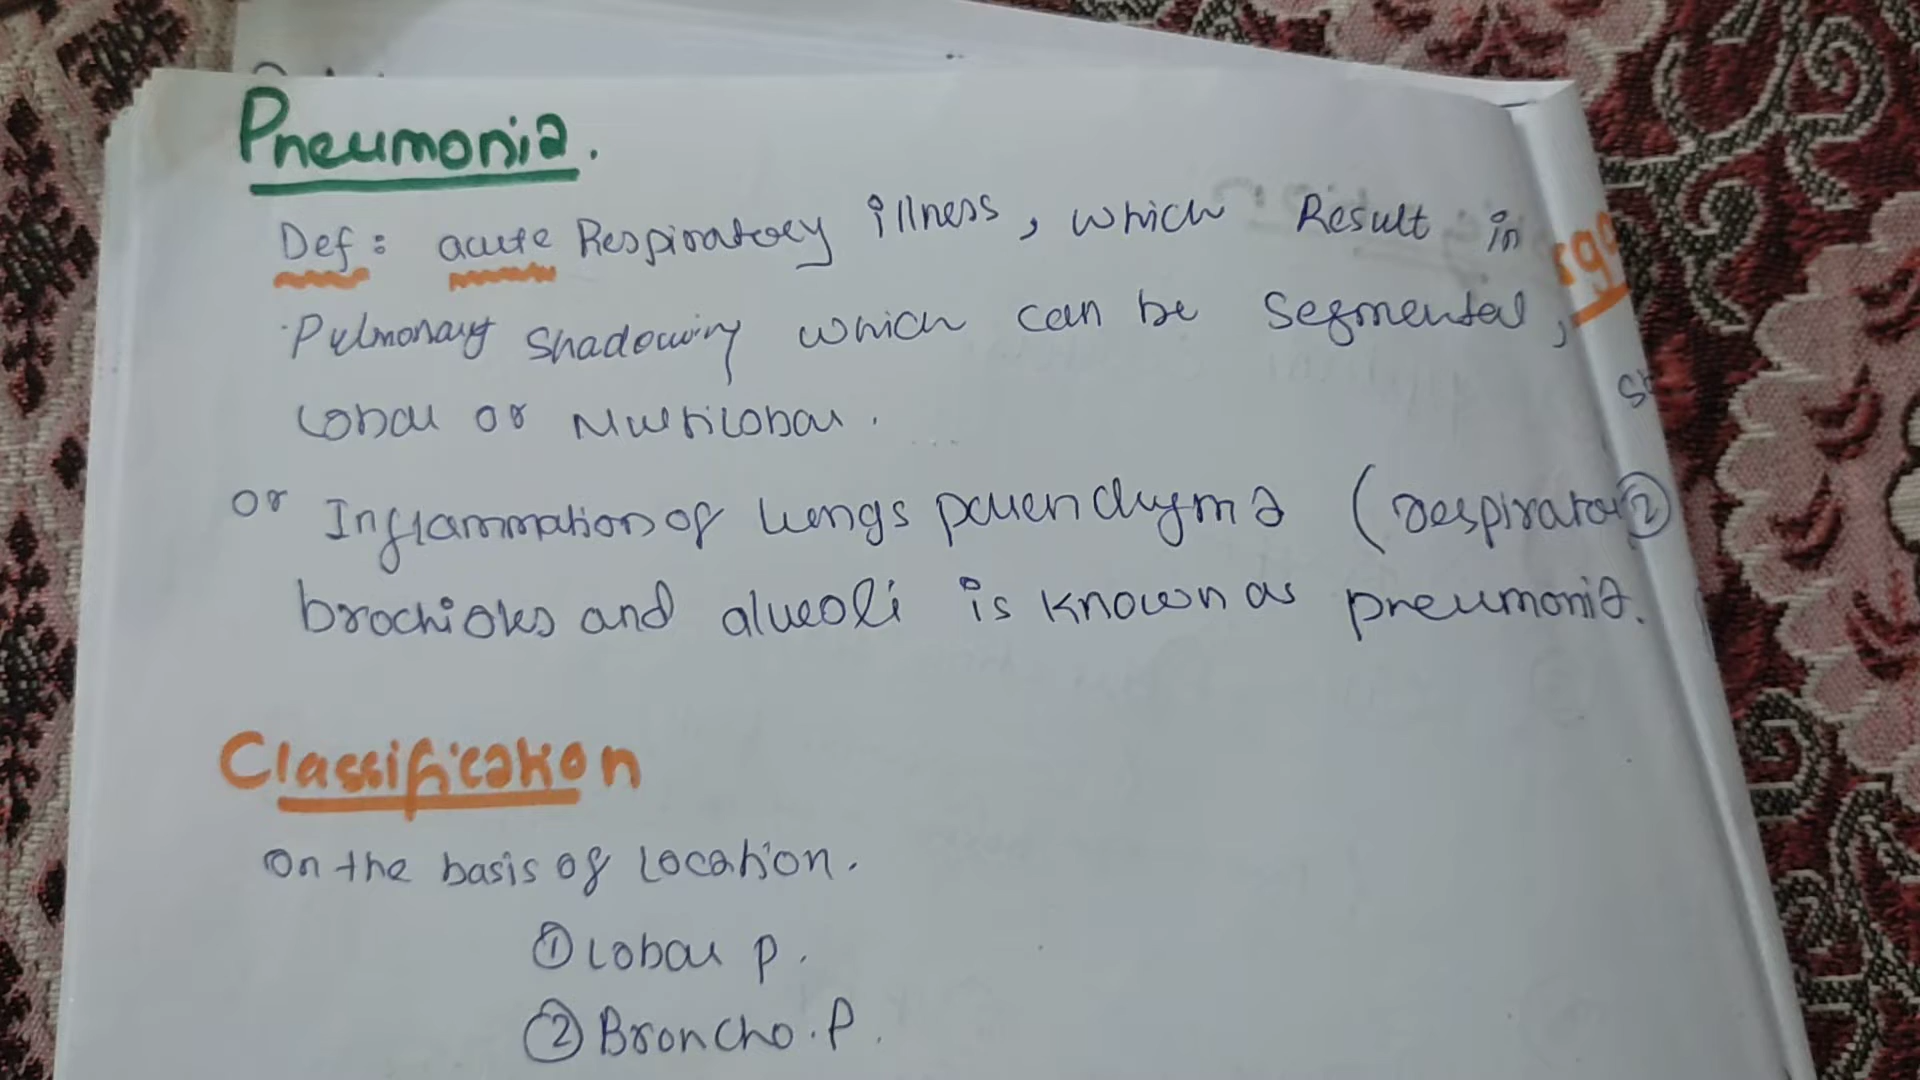 Pneumonia.
Def: acute Respiratory illness, which Result in
Pulmonary Shadowing which can be Segmental,
Lobar or Multilobar.
or Inflammation of lungs parenchyma (respirator
brochioles and alveoli is known as pneumonia.
Classification
on the basis of Location.
① Lobar P.
② Broncho.P.
②